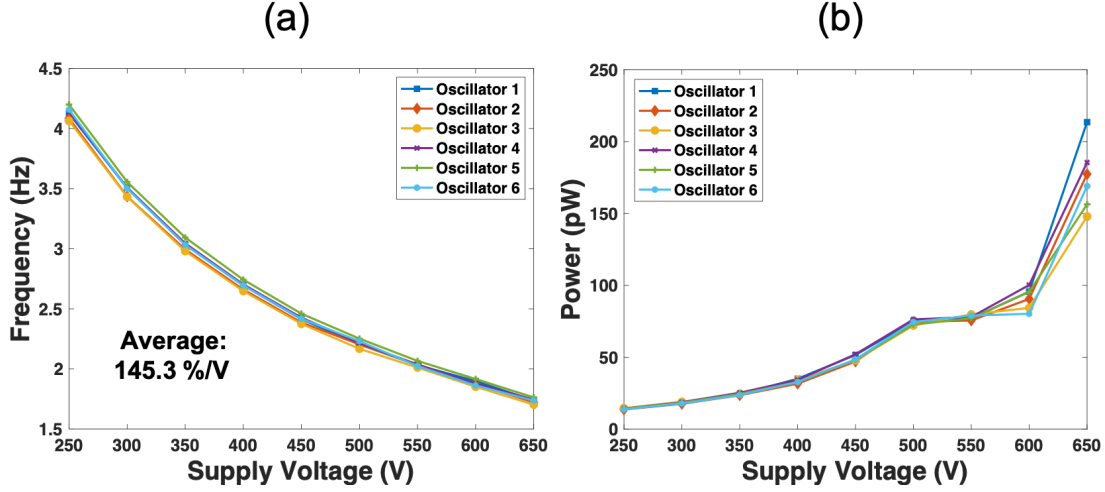 (a)
4.5
4
3.5
3
2.5
2
1.5
Frequency (Hz)
Oscillator 1
Oscillator 2
Oscillator 3
Oscillator 4
Oscillator 5
Oscillator 6
Average:
145.3 %/V
250 300 350 400 450 500 550 600 650
Supply Voltage (V)
(b)
250
200
150
100
50
0
Power (pW)
Oscillator 1
Oscillator 2
Oscillator 3
Oscillator 4
Oscillator 5
Oscillator 6
250 300 350 400 450 500 550 600 650
Supply Voltage (V)